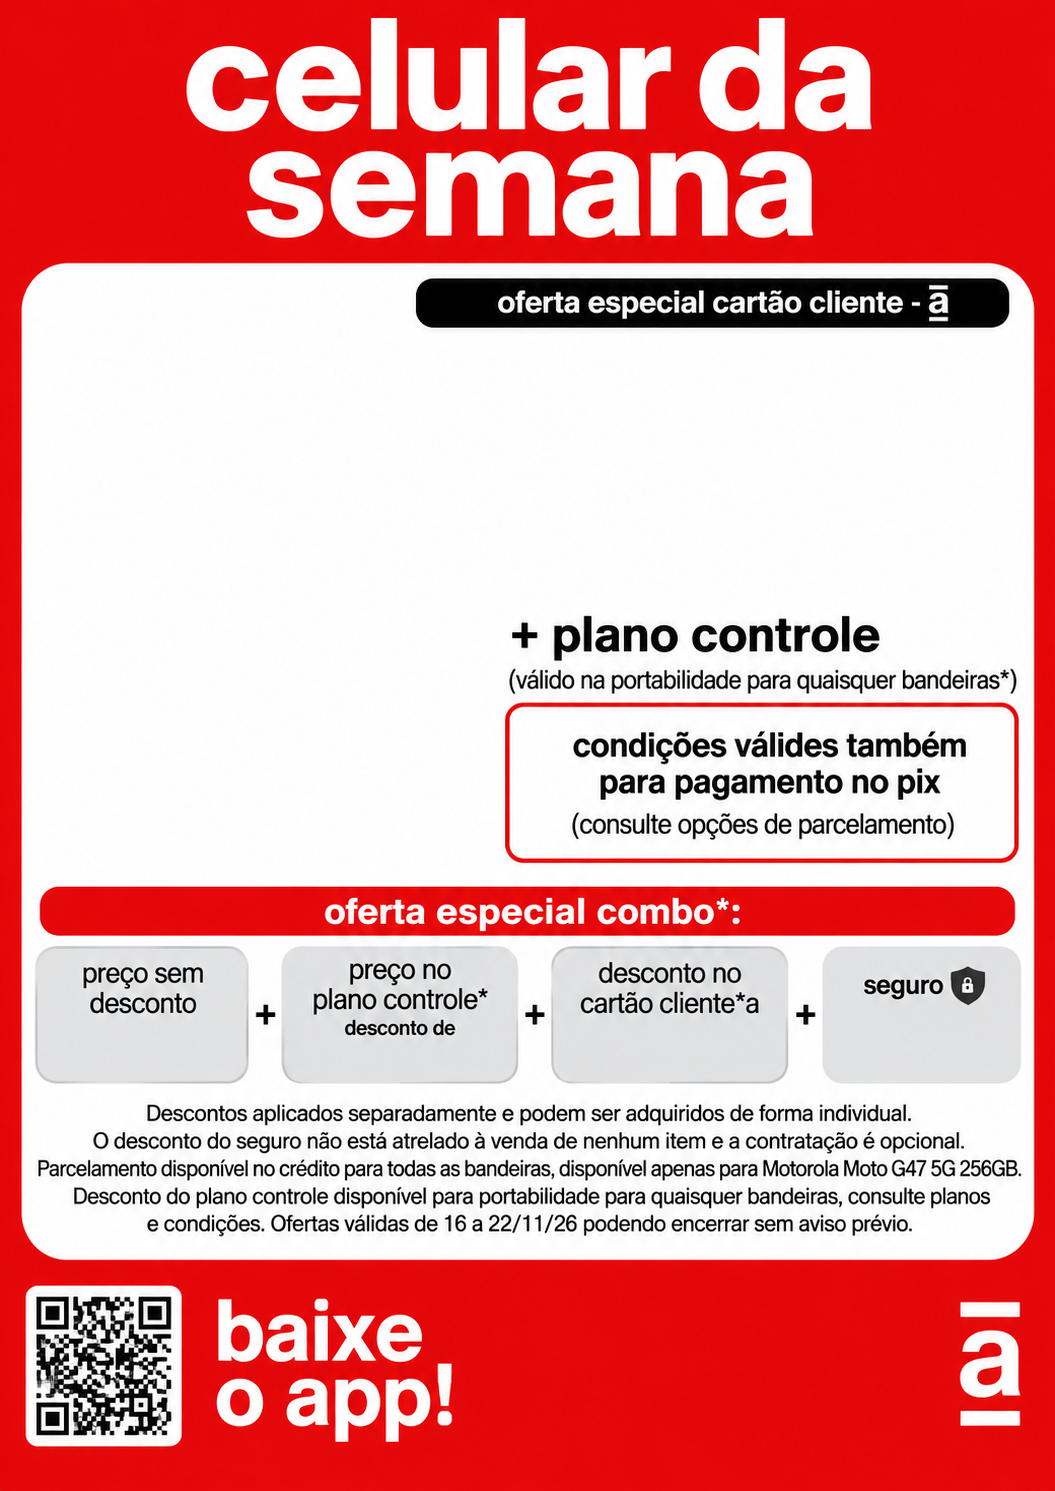 celular da
semana
oferta especial cartão cliente - a
+ plano controle
(válido na portabilidade para quaisquer bandeiras*)
condições válides também
para pagamento no pix
(consulte opções de parcelamento)
oferta especial combo*:
preço sem
desconto
+
preço no
plano controle*
desconto de
+
desconto no
cartão cliente*a
+
seguro
Descontos aplicados separadamente e podem ser adquiridos de forma individual.
O desconto do seguro não está atrelado à venda de nenhum item e a contratação é opcional.
Parcelamento disponível no crédito para todas as bandeiras, disponível apenas para Motorola Moto G47 5G 256GB.
Desconto do plano controle disponível para portabilidade para quaisquer bandeiras, consulte planos
e condições. Ofertas válidas de 16 a 22/11/26 podendo encerrar sem aviso prévio.
baixe
o app!
a